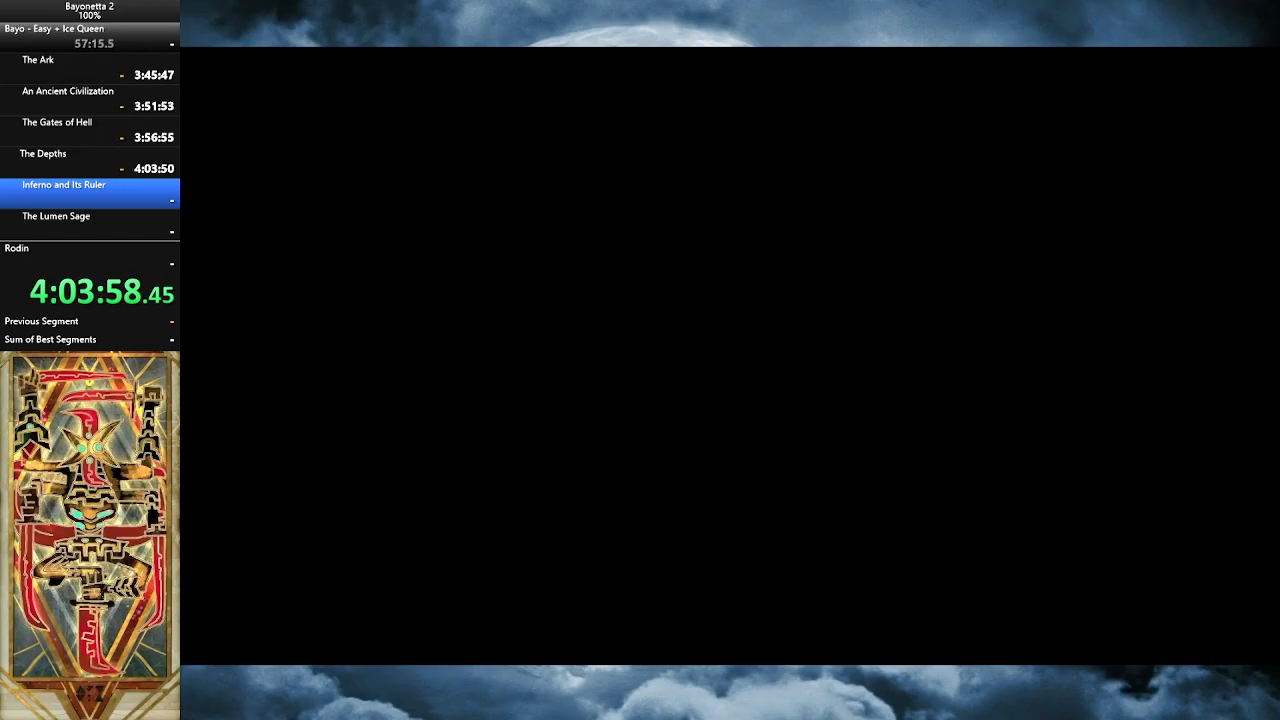 Bayonetta 2
100%
Bayo - Easy + Ice Queen
57:15.5 -
The Ark
- 3:45:47
An Ancient Civilization
- 3:51:53
The Gates of Hell
- 3:56:55
The Depths
- 4:03:50
Inferno and Its Ruler
-
The Lumen Sage
-
Rodin
-
4:03:58.45
Previous Segment -
Sum of Best Segments -